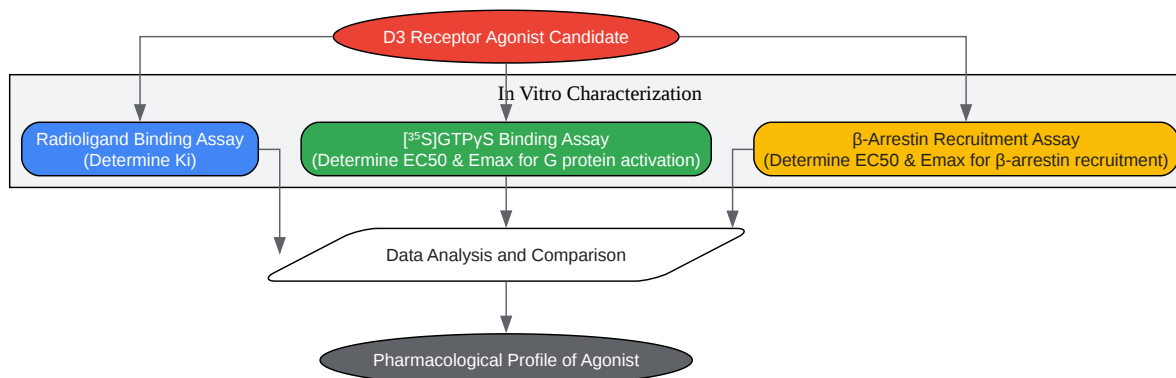 D3 Receptor Agonist Candidate
In Vitro Characterization
Radioligand Binding Assay
(Determine Ki)
[³⁵S]GTPγS Binding Assay
(Determine EC50 & Emax for G protein activation)
β-Arrestin Recruitment Assay
(Determine EC50 & Emax for β-arrestin recruitment)
Data Analysis and Comparison
Pharmacological Profile of Agonist